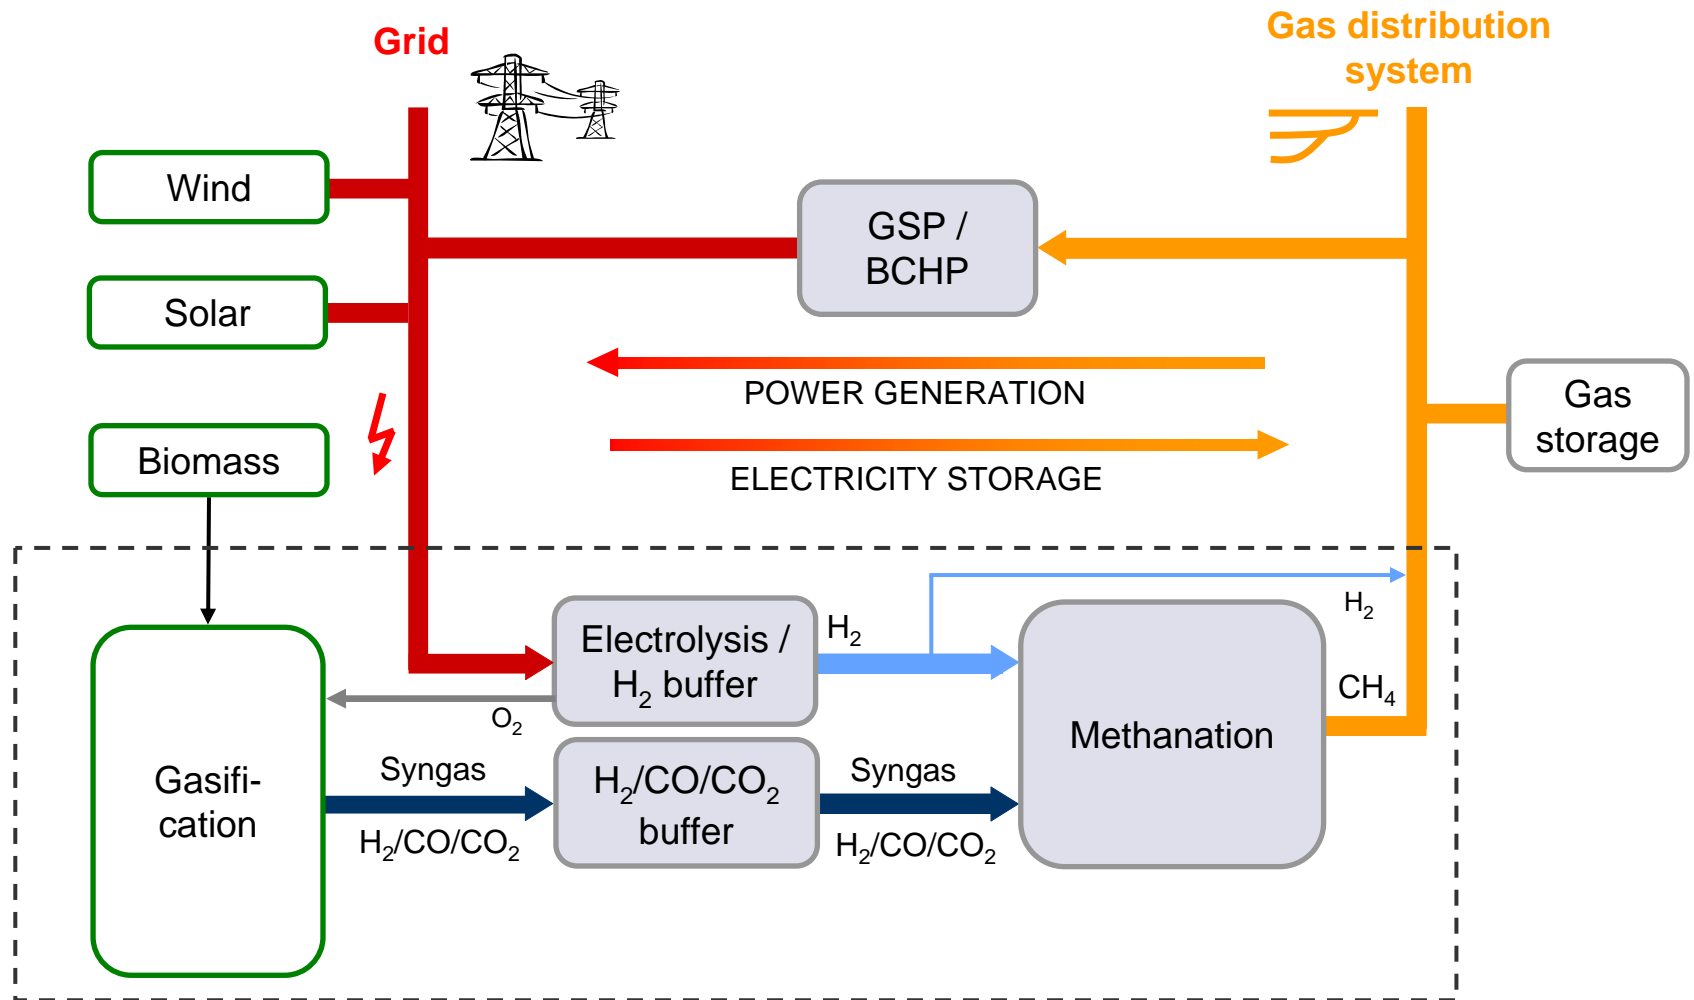 Grid
Gas distribution
system
Wind
GSP /
BCHP
Solar
POWER GENERATION
Gas
storage
Biomass
ELECTRICITY STORAGE
H₂
Electrolysis /
H₂ buffer
H₂
CH₄
O₂
Methanation
Gasifi-
cation
Syngas
H₂/CO/CO₂
H₂/CO/CO₂
buffer
Syngas
H₂/CO/CO₂